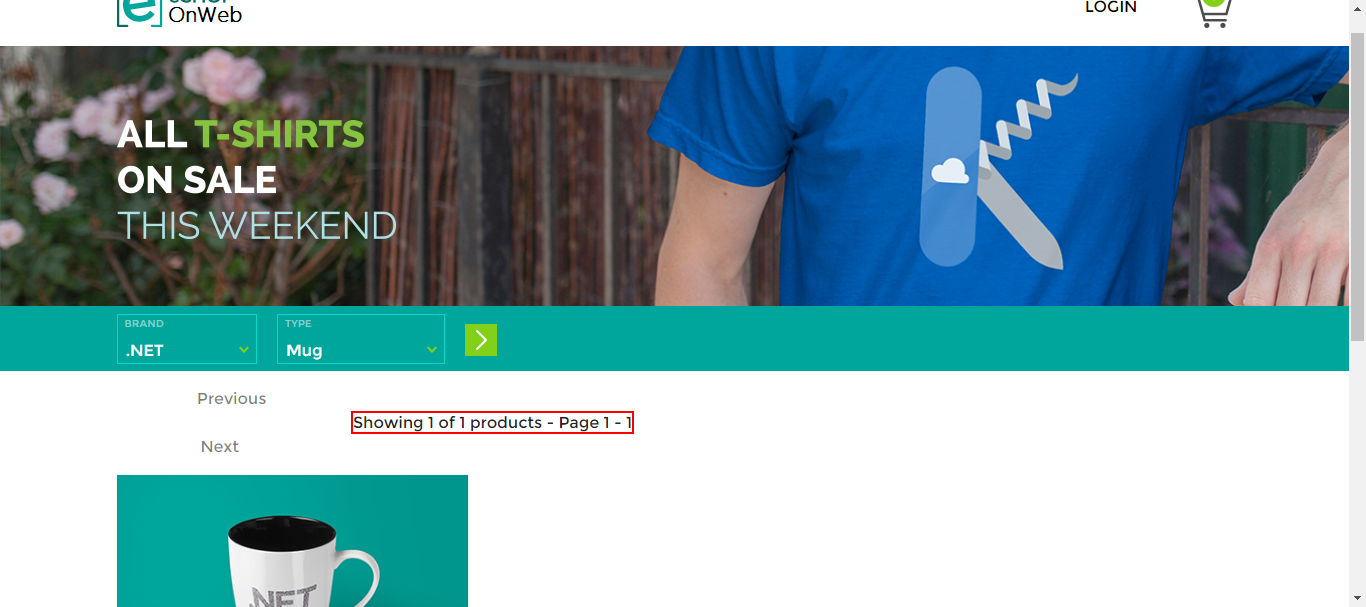 OnWeb
LOGIN
ALL T-SHIRTS
ON SALE
THIS WEEKEND
BRAND
.NET
TYPE
Mug
Previous
Showing 1 of 1 products - Page 1 - 1
Next
.NET